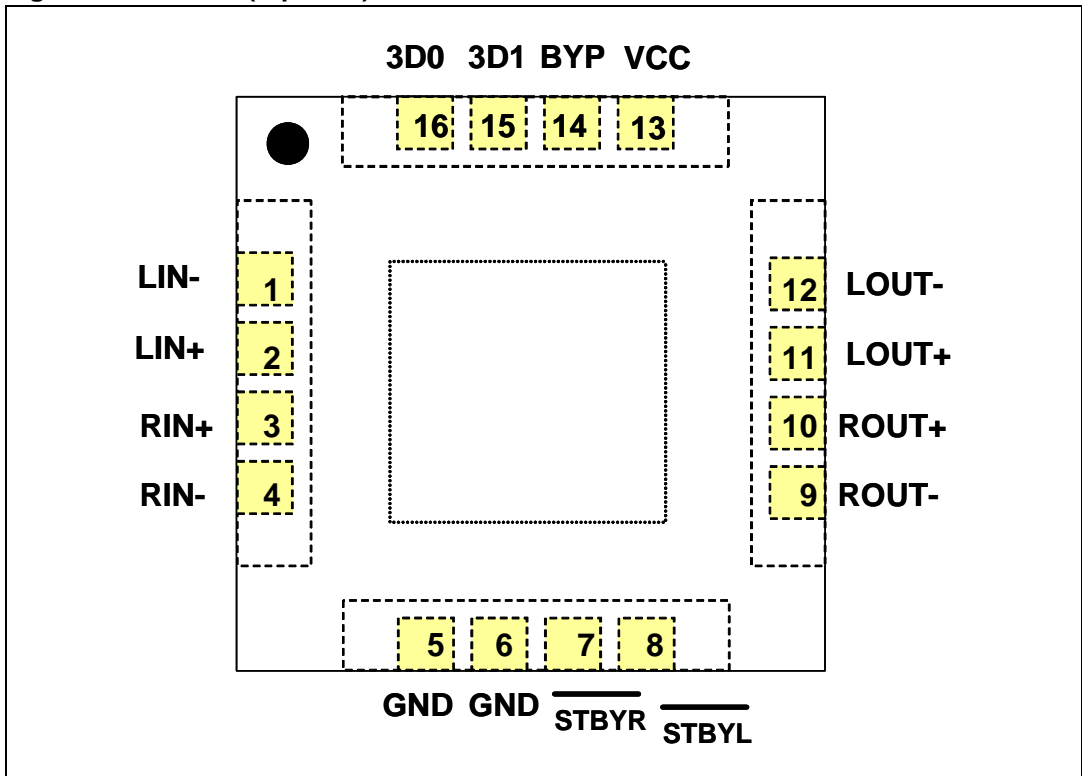 3D0 3D1 BYP VCC
16 15 14 13
LIN- 1 12 LOUT-
LIN+ 2 11 LOUT+
RIN+ 3 10 ROUT+
RIN- 4 9 ROUT-
5 6 7 8
GND GND STBYR STBYL